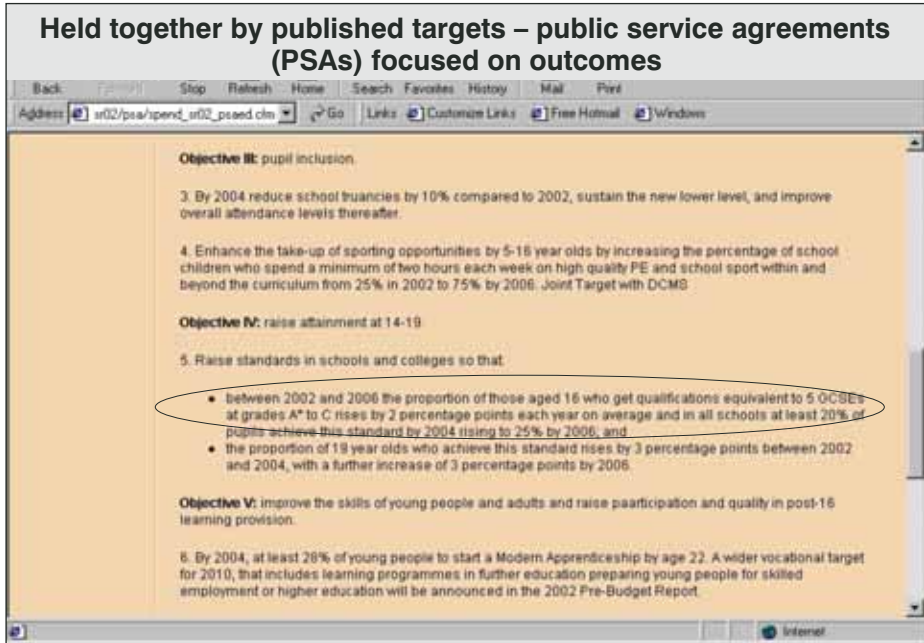 Held together by published targets – public service agreements
(PSAs) focused on outcomes
Back Stop Refresh Home Search Favorites History Mail Print
Address sr02/psa/spend_sr02_psaed.cfm Go Links Customize Links Free Hotmail Windows
Objective III: pupil inclusion.
3. By 2004 reduce school truancies by 10% compared to 2002, sustain the new lower level, and improve
overall attendance levels thereafter.
4. Enhance the take-up of sporting opportunities by 5-16 year olds by increasing the percentage of school
children who spend a minimum of two hours each week on high quality PE and school sport within and
beyond the curriculum from 25% in 2002 to 75% by 2006. Joint Target with DCMS
Objective IV: raise attainment at 14-19
5. Raise standards in schools and colleges so that
• between 2002 and 2006 the proportion of those aged 16 who get qualifications equivalent to 5 GCSEs
at grades A* to C rises by 2 percentage points each year on average and in all schools at least 20% of
pupils achieve this standard by 2004 rising to 25% by 2006; and
• the proportion of 19 year olds who achieve this standard rises by 3 percentage points between 2002
and 2004, with a further increase of 3 percentage points by 2006.
Objective V: improve the skills of young people and adults and raise paarticipation and quality in post-16
learning provision.
6. By 2004, at least 28% of young people to start a Modern Apprenticeship by age 22. A wider vocational target
for 2010, that includes learning programmes in further education preparing young people for skilled
employment or higher education will be announced in the 2002 Pre-Budget Report.
Internet